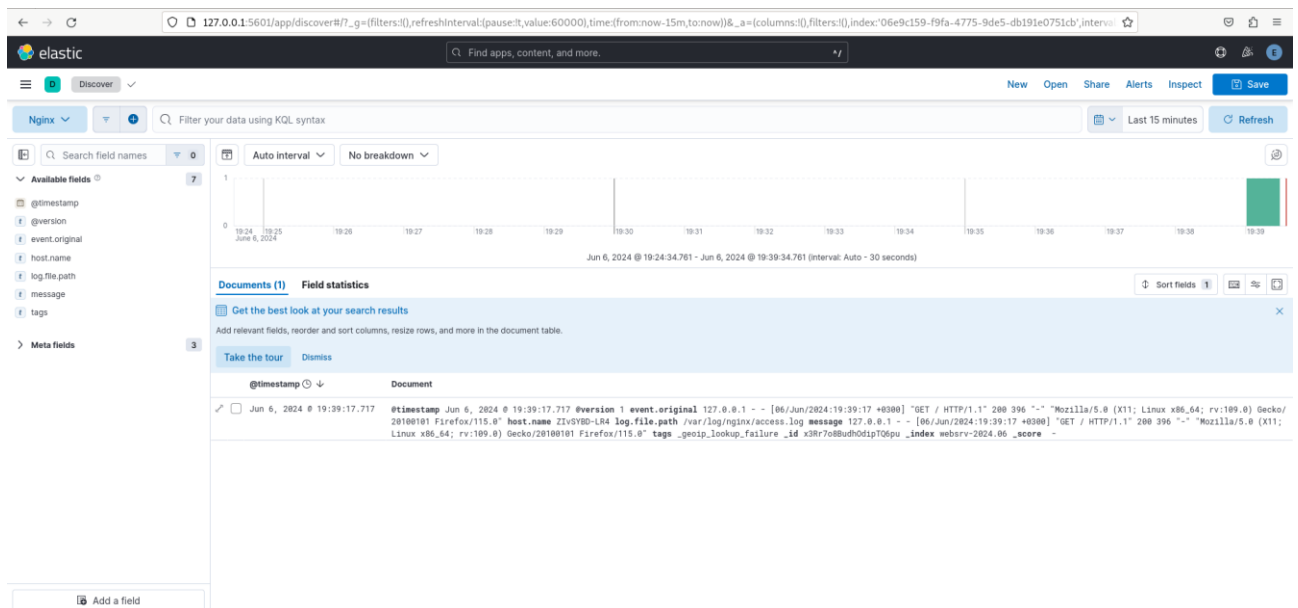 127.0.0.1:5601/app/discover#/?_g=(filters:!(),refreshInterval:(pause:!t,value:60000),time:(from:now-15m,to:now))&_a=(columns:!(),filters:!(),index:'06e9c159-f9fa-4775-9de5-db191e0751cb',interva
elastic
Find apps, content, and more.
^/
E
D
Discover
New Open Share Alerts Inspect Save
Nginx
Filter your data using KQL syntax
Last 15 minutes
Refresh
Search field names
0
Auto interval
No breakdown
Available fields
7
@timestamp
@version
event.original
host.name
log.file.path
message
tags
Meta fields
3
Add a field
1
0
19:24 19:25 19:26 19:27 19:28 19:29 19:30 19:31 19:32 19:33 19:34 19:35 19:36 19:37 19:38 19:39
June 6, 2024
Jun 6, 2024 @ 19:24:34.761 - Jun 6, 2024 @ 19:39:34.761 (interval: Auto - 30 seconds)
Documents (1) Field statistics
Sort fields 1
Get the best look at your search results
Add relevant fields, reorder and sort columns, resize rows, and more in the document table.
Take the tour Dismiss
@timestamp Document
Jun 6, 2024 @ 19:39:17.717 @timestamp Jun 6, 2024 @ 19:39:17.717 @version 1 event.original 127.0.0.1 - - [06/Jun/2024:19:39:17 +0300] "GET / HTTP/1.1" 200 396 "-" "Mozilla/5.0 (X11; Linux x86_64; rv:109.0) Gecko/
20100101 Firefox/115.0" host.name ZIvSYBD-LR4 log.file.path /var/log/nginx/access.log message 127.0.0.1 - - [06/Jun/2024:19:39:17 +0300] "GET / HTTP/1.1" 200 396 "-" "Mozilla/5.0 (X11;
Linux x86_64; rv:109.0) Gecko/20100101 Firefox/115.0" tags _geoip_lookup_failure _id x3Rr7o8BudhOdipTQ6pu _index websrv-2024.06 _score -